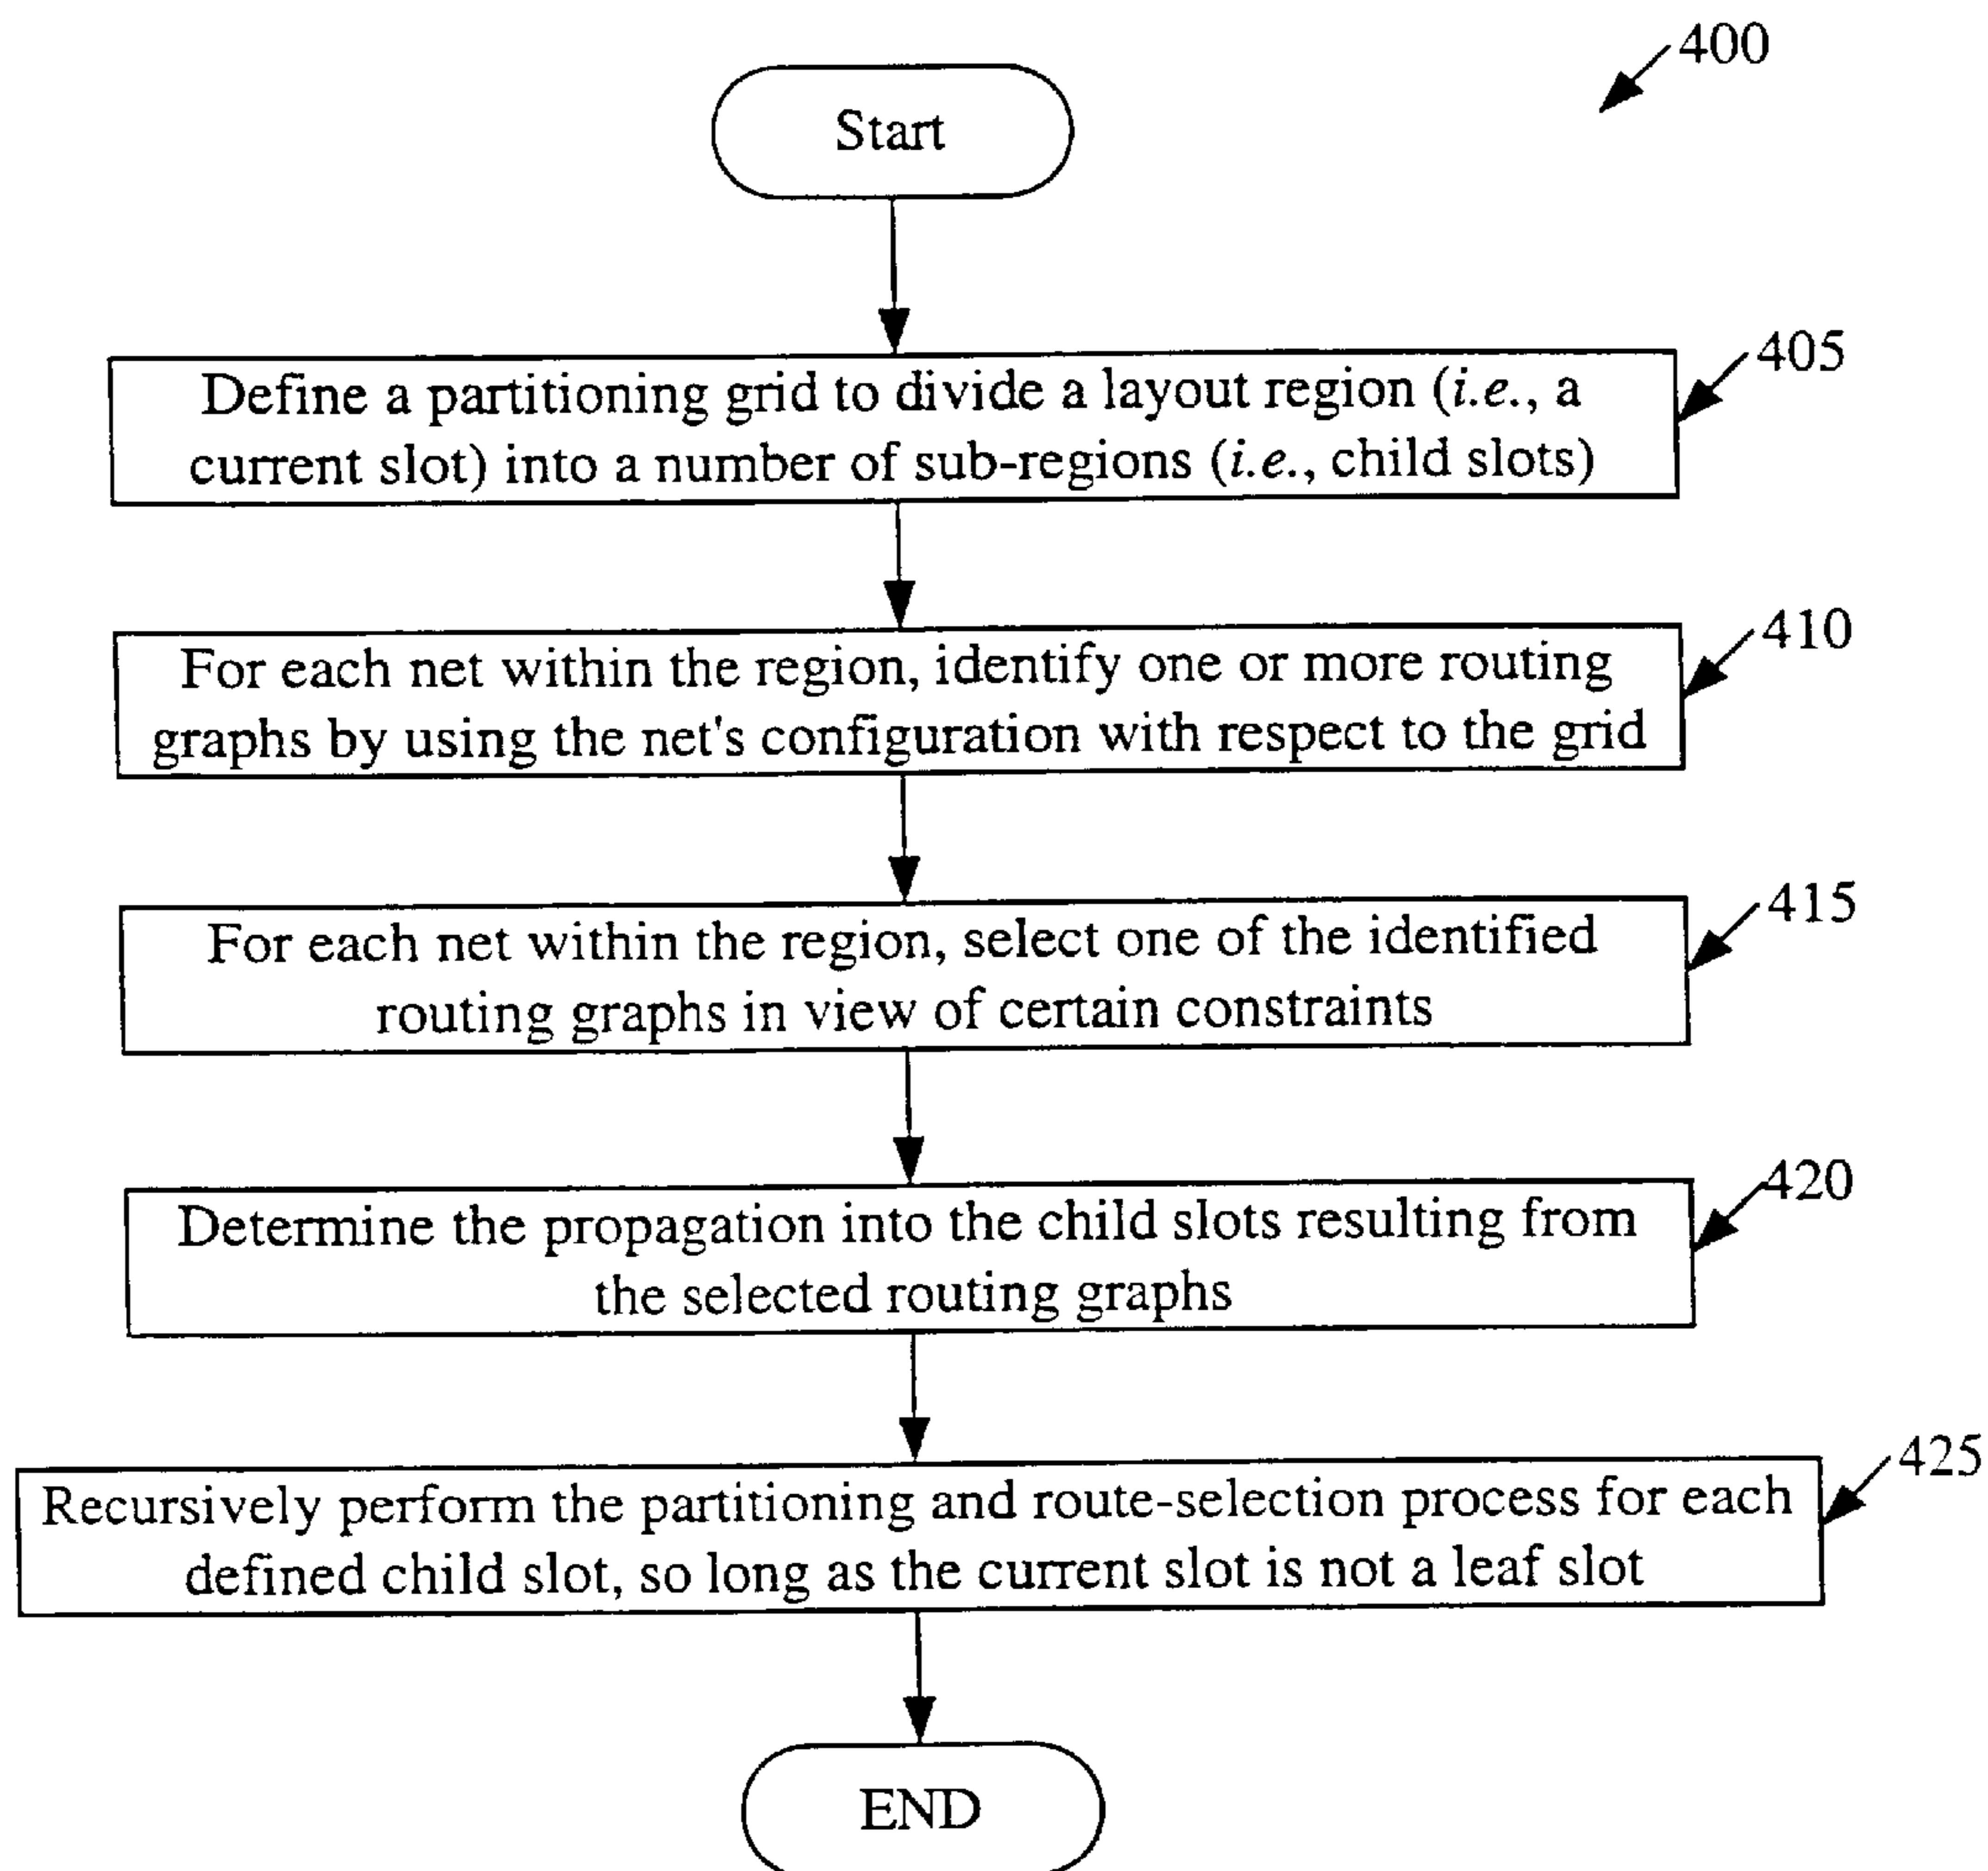 400
Start
405
Define a partitioning grid to divide a layout region (i.e., a
current slot) into a number of sub-regions (i.e., child slots)
410
For each net within the region, identify one or more routing
graphs by using the net's configuration with respect to the grid
415
For each net within the region, select one of the identified
routing graphs in view of certain constraints
420
Determine the propagation into the child slots resulting from
the selected routing graphs
425
Recursively perform the partitioning and route-selection process for each
defined child slot, so long as the current slot is not a leaf slot
END